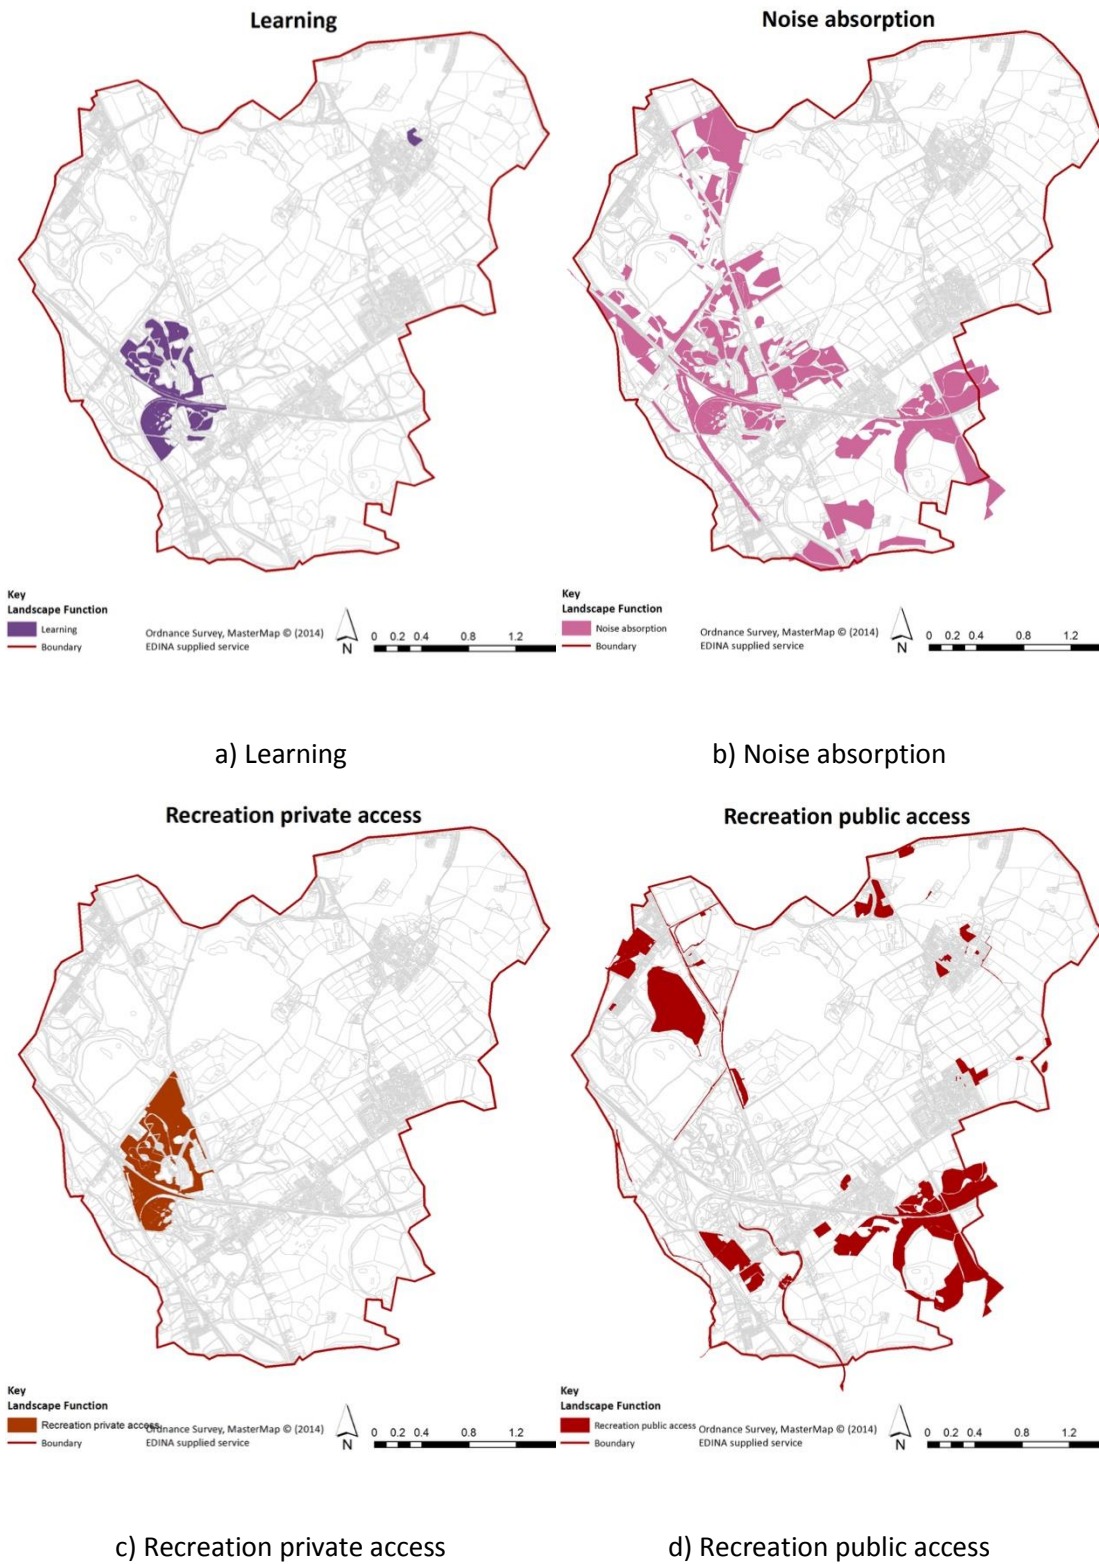 Learning
Noise absorption
Key
Landscape Function
Learning
Boundary
Ordnance Survey, MasterMap © (2014)
EDINA supplied service
N
0 0.2 0.4 0.8 1.2
Key
Landscape Function
Noise absorption
Boundary
Ordnance Survey, MasterMap © (2014)
EDINA supplied service
N
0 0.2 0.4 0.8 1.2
a) Learning
b) Noise absorption
Recreation private access
Recreation public access
Key
Landscape Function
Recreation private access
Boundary
Ordnance Survey, MasterMap © (2014)
EDINA supplied service
N
0 0.2 0.4 0.8 1.2
Key
Landscape Function
Recreation public access
Boundary
Ordnance Survey, MasterMap © (2014)
EDINA supplied service
N
0 0.2 0.4 0.8 1.2
c) Recreation private access
d) Recreation public access